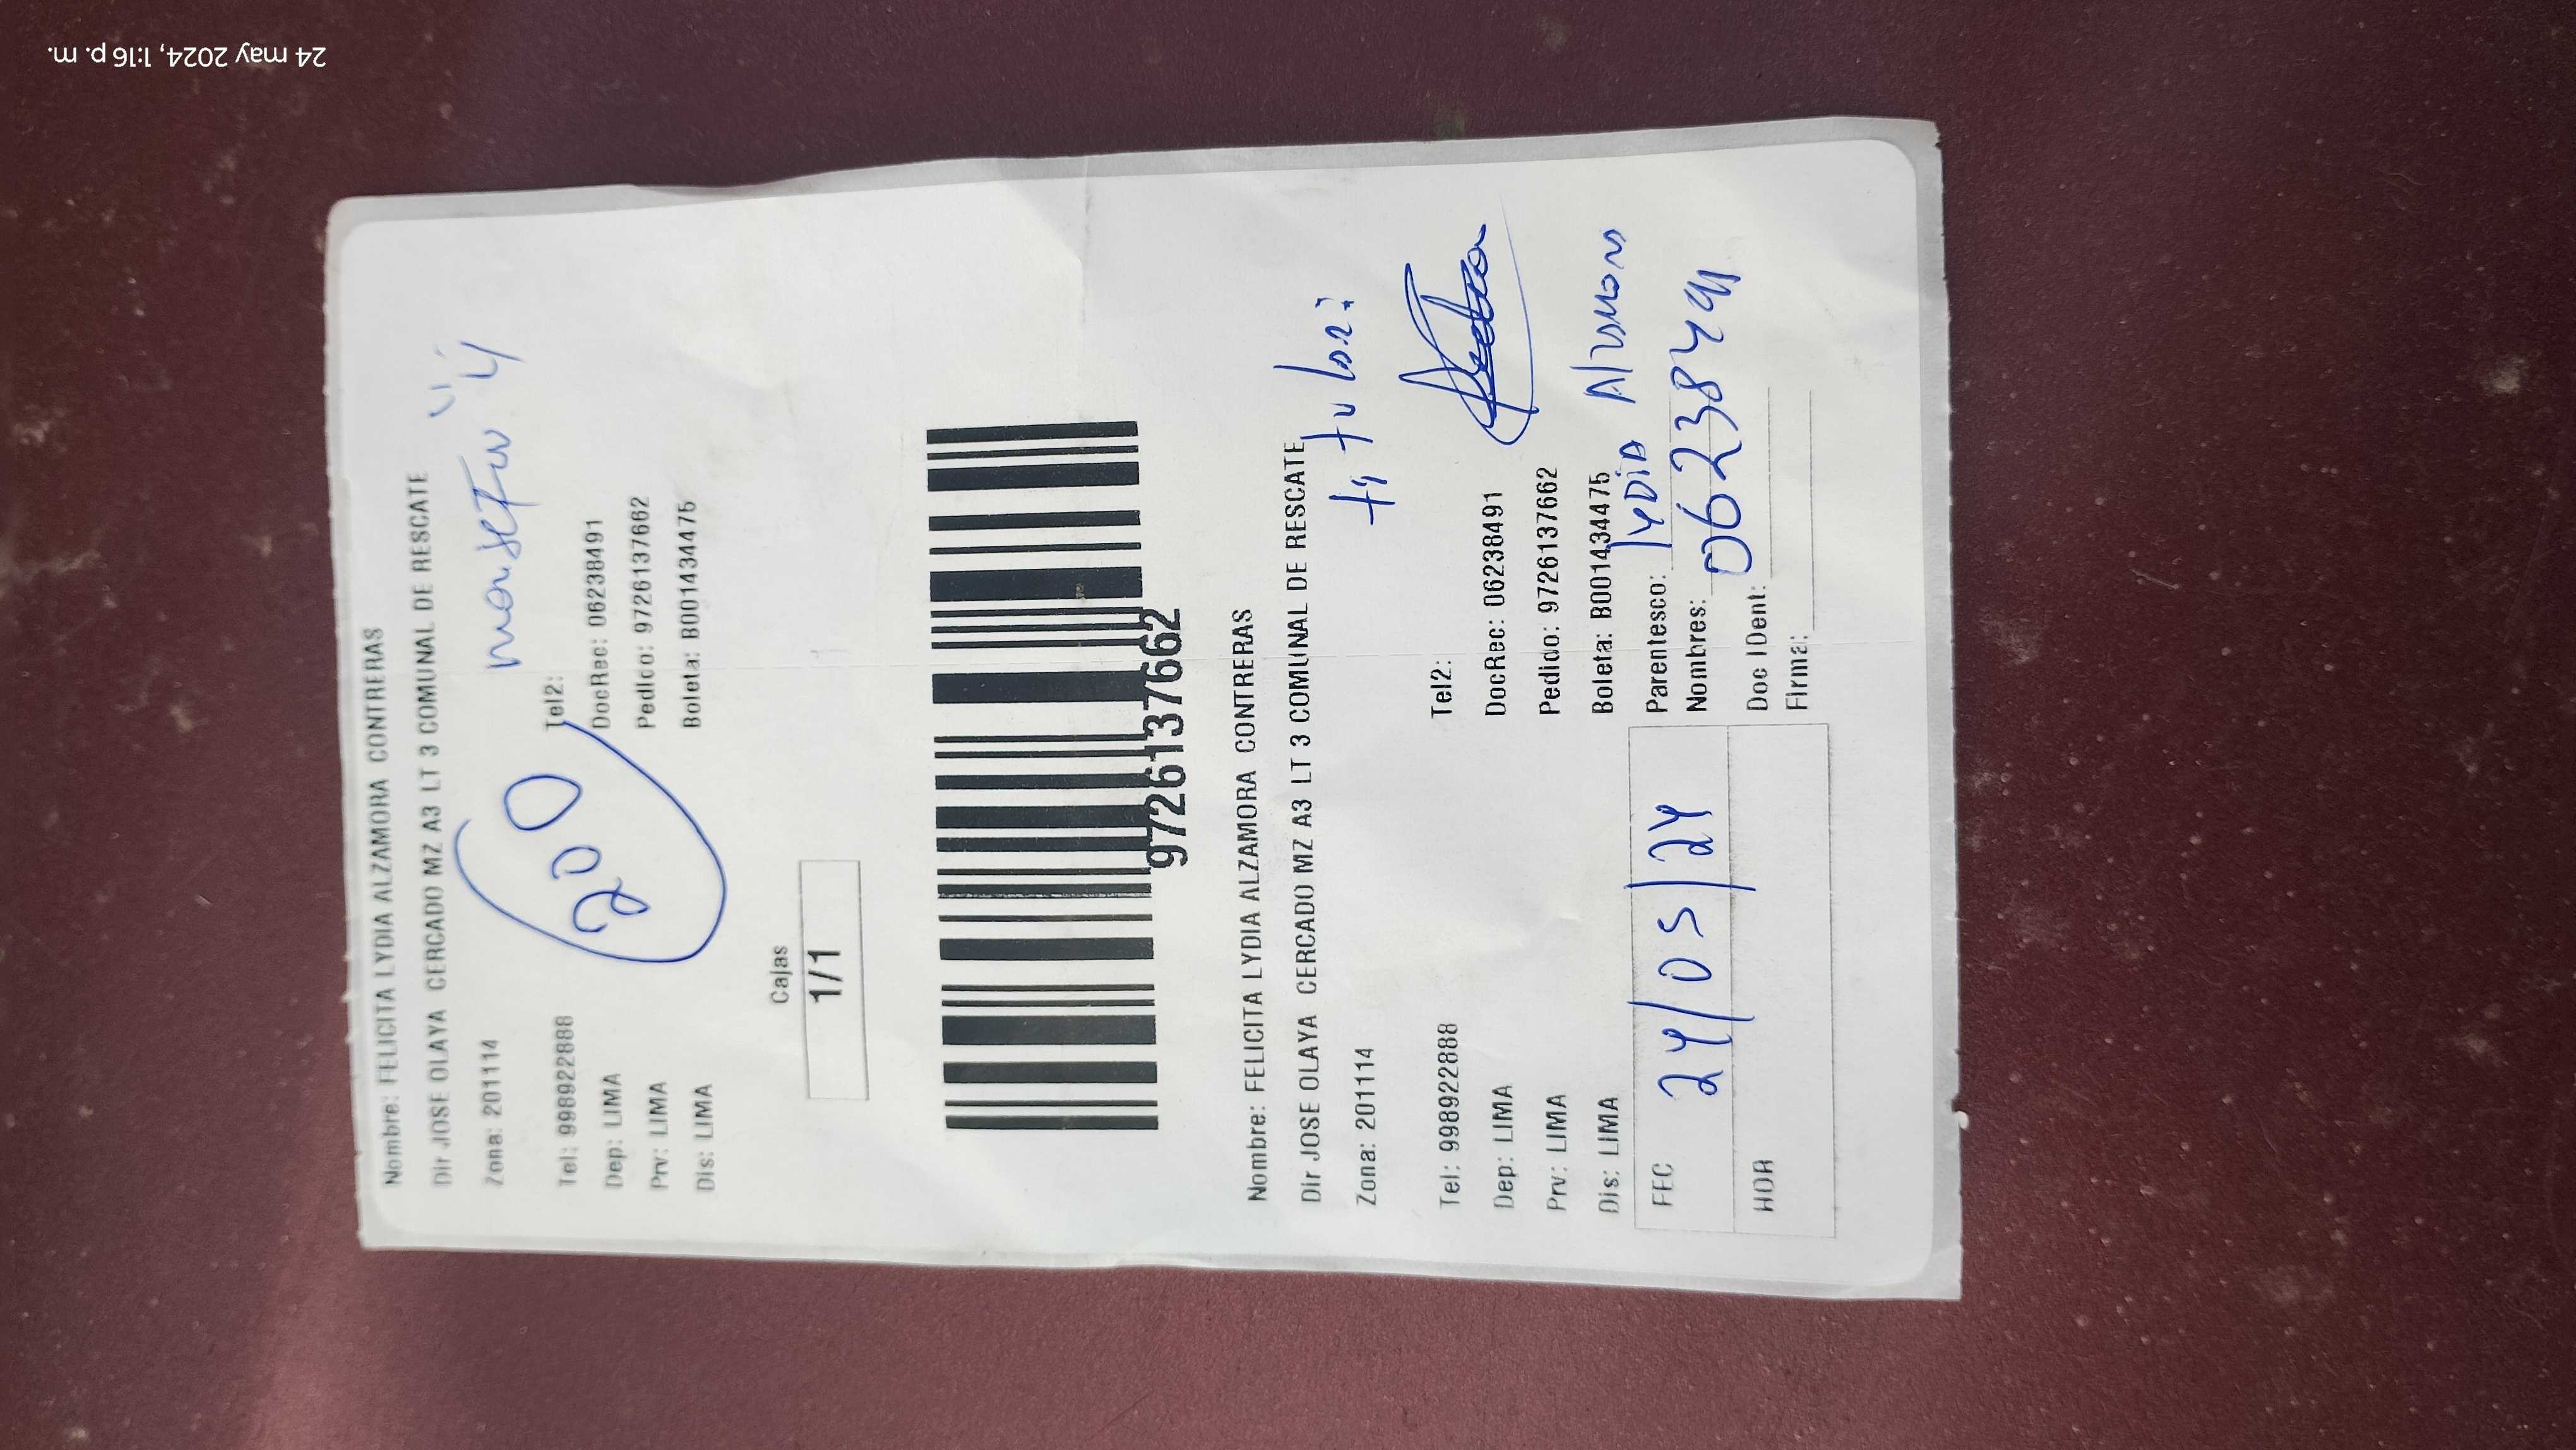 24 may 2024, 1:16 p. m.
Nombre: FELICITA LYDIA ALZAMORA CONTRERAS
Dir JOSE OLAYA CERCADO MZ A3 LT 3 COMUNAL DE RESCATE
Zona: 201114
Tel: 998922888 Tel2:
Dep: LIMA DocRec: 06238491
Prv: LIMA Pedido: 9726137662
Dis: LIMA Boleta: B001434475
200
Cajas
1/1
9726137662
Nombre: FELICITA LYDIA ALZAMORA CONTRERAS
Dir JOSE OLAYA CERCADO MZ A3 LT 3 COMUNAL DE RESCATE
Zona: 201114
Tel: 998922888 Tel2:
Dep: LIMA DocRec: 06238491
Prv: LIMA Pedido: 9726137662
Dis: LIMA Boleta: B001434475
FEC 24/05/24 Parentesco: LYDIA
Nombres: 06238491
HOR Doc IDent:
Firma: